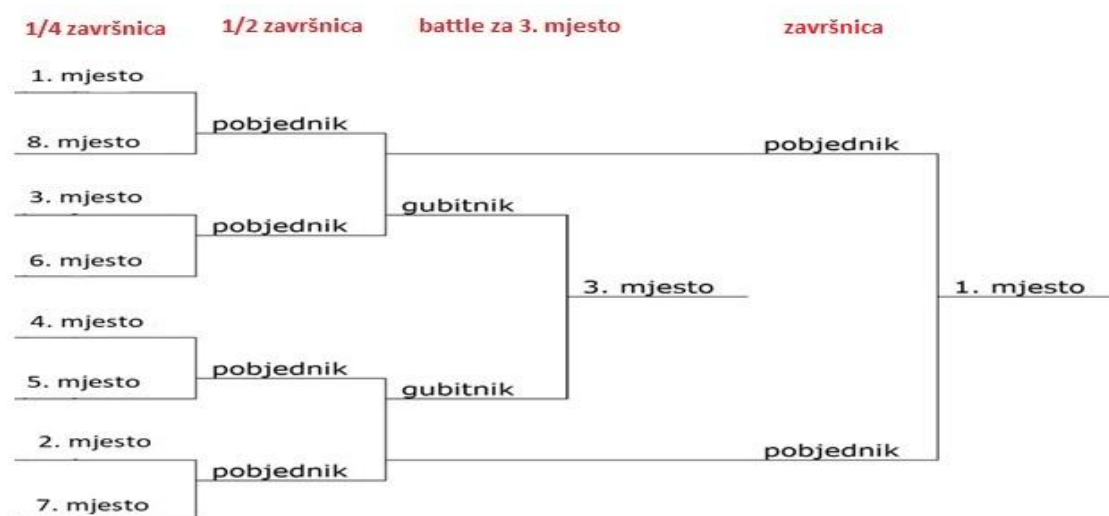 1/4 završnica 1/2 završnica battle za 3. mjesto završnica
1. mjesto
pobjednik
8. mjesto
pobjednik
3. mjesto
gubitnik
pobjednik
6. mjesto
3. mjesto
1. mjesto
4. mjesto
pobjednik
5. mjesto
gubitnik
2. mjesto
pobjednik
pobjednik
7. mjesto